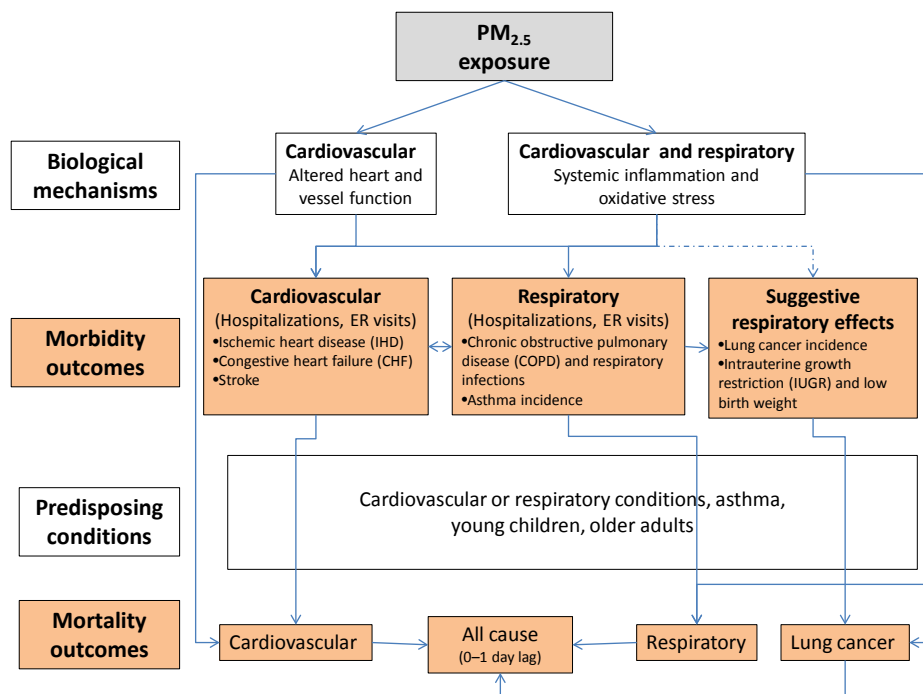 PM2.5
exposure
Biological
mechanisms
Cardiovascular
Altered heart and
vessel function
Cardiovascular and respiratory
Systemic inflammation and
oxidative stress
Morbidity
outcomes
Cardiovascular
(Hospitalizations, ER visits)
•Ischemic heart disease (IHD)
•Congestive heart failure (CHF)
•Stroke
Respiratory
(Hospitalizations, ER visits)
•Chronic obstructive pulmonary
disease (COPD) and respiratory
infections
•Asthma incidence
Suggestive
respiratory effects
•Lung cancer incidence
•Intrauterine growth
restriction (IUGR) and low
birth weight
Predisposing
conditions
Cardiovascular or respiratory conditions, asthma,
young children, older adults
Mortality
outcomes
Cardiovascular
All cause
(0–1 day lag)
Respiratory
Lung cancer